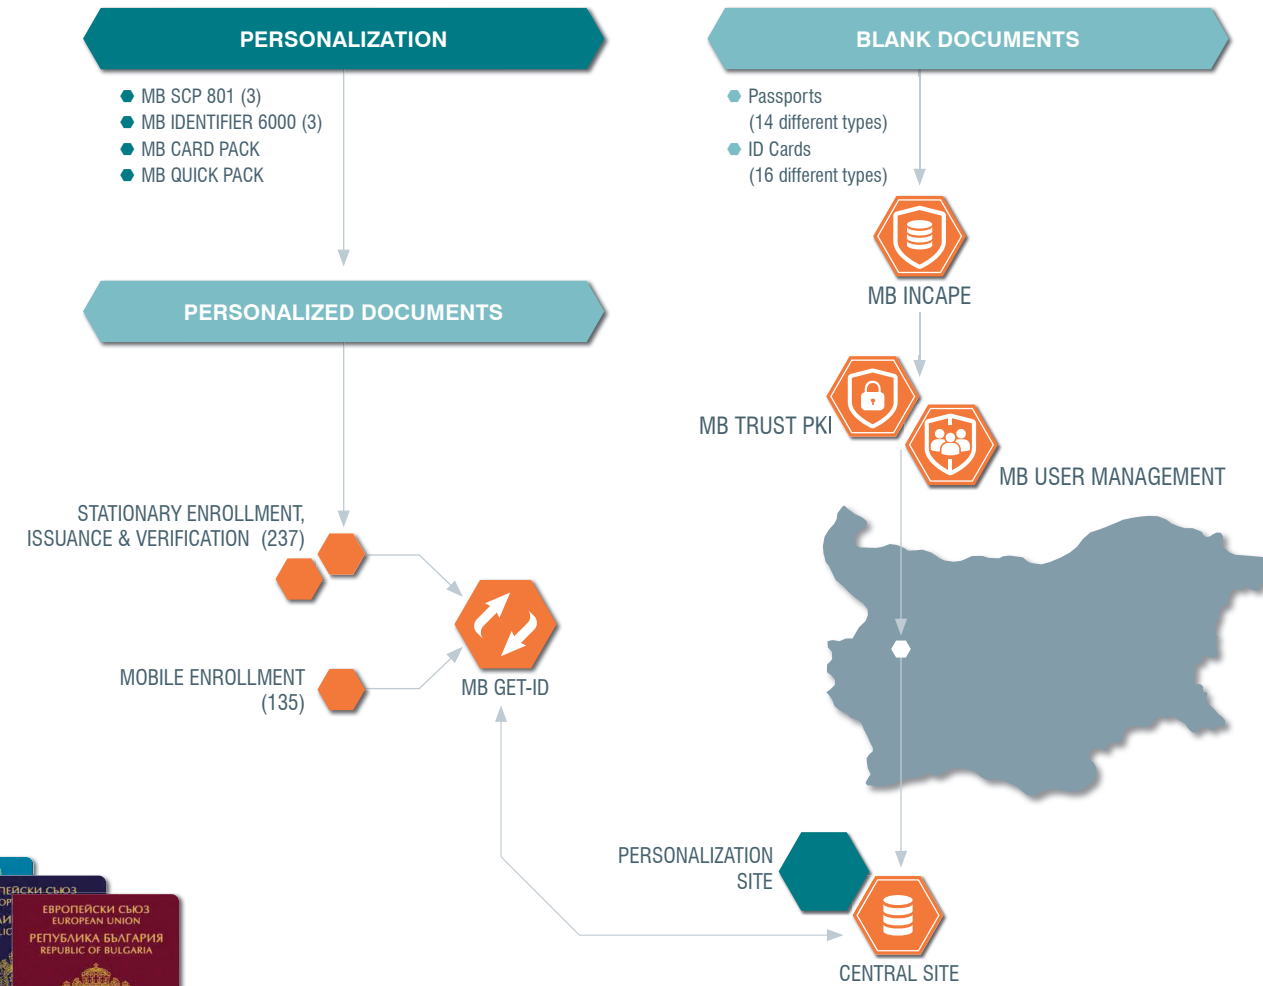 PERSONALIZATION
MB SCP 801 (3)
MB IDENTIFIER 6000 (3)
MB CARD PACK
MB QUICK PACK
BLANK DOCUMENTS
Passports
(14 different types)
ID Cards
(16 different types)
MB INCAPE
PERSONALIZED DOCUMENTS
MB TRUST PKI
MB USER MANAGEMENT
STATIONARY ENROLLMENT,
ISSUANCE & VERIFICATION (237)
MOBILE ENROLLMENT
(135)
MB GET-ID
PERSONALIZATION
SITE
CENTRAL SITE
ЕВРОПЕЙСКИ СЪЮЗ
EUROPEAN UNION
РЕПУБЛИКА БЪЛГАРИЯ
REPUBLIC OF BULGARIA